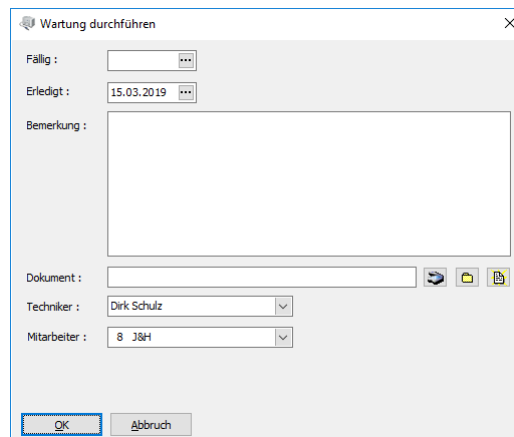 Wartung durchführen
Fällig :
Erledigt : 15.03.2019
Bemerkung :
Dokument :
Techniker : Dirk Schulz
Mitarbeiter : 8 J&H
OK Abbruch